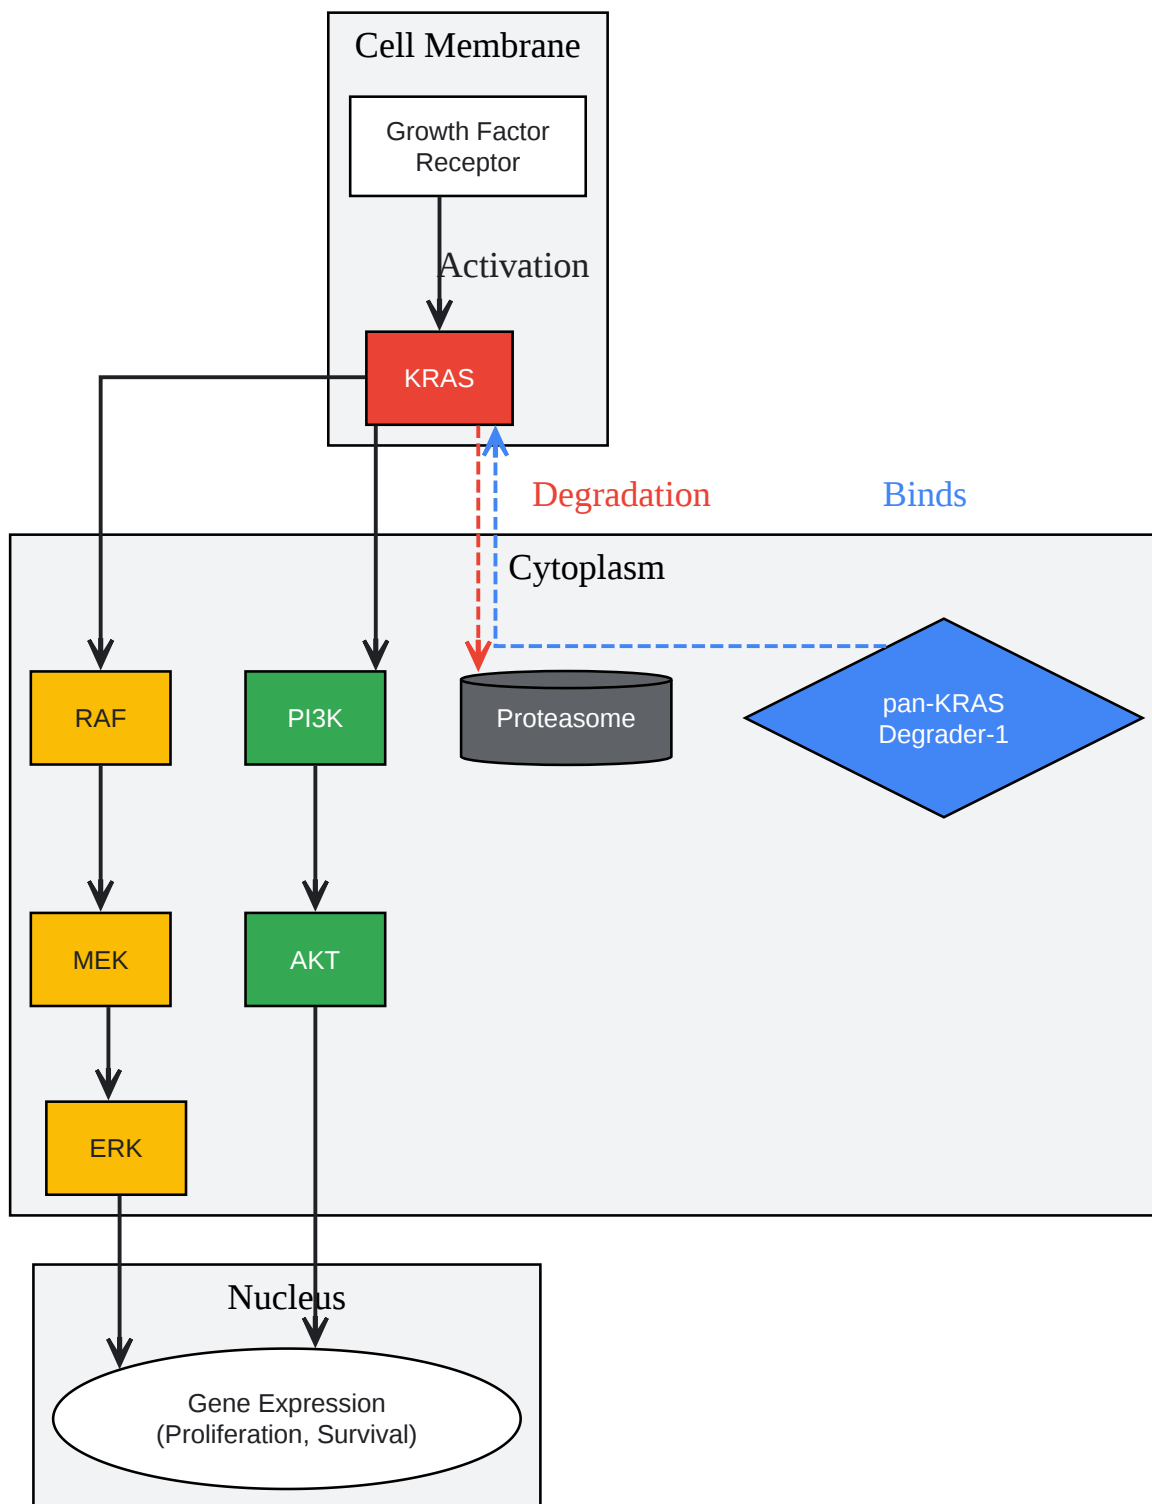 Cell Membrane
Growth Factor
Receptor
Activation
KRAS
Degradation
Binds
Cytoplasm
RAF
PI3K
Proteasome
pan-KRAS
Degrader-1
MEK
AKT
ERK
Nucleus
Gene Expression
(Proliferation, Survival)